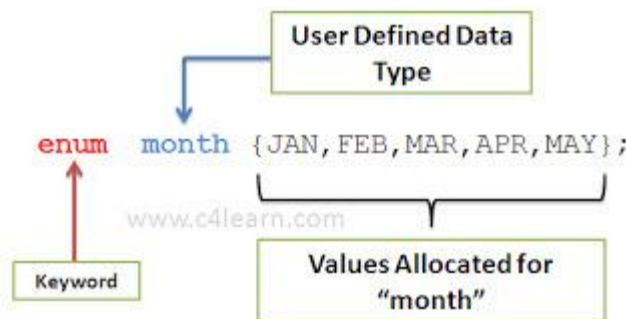 User Defined Data
Type
enum month {JAN,FEB,MAR,APR,MAY};
www.c4learn.com
Keyword
Values Allocated for
“month”